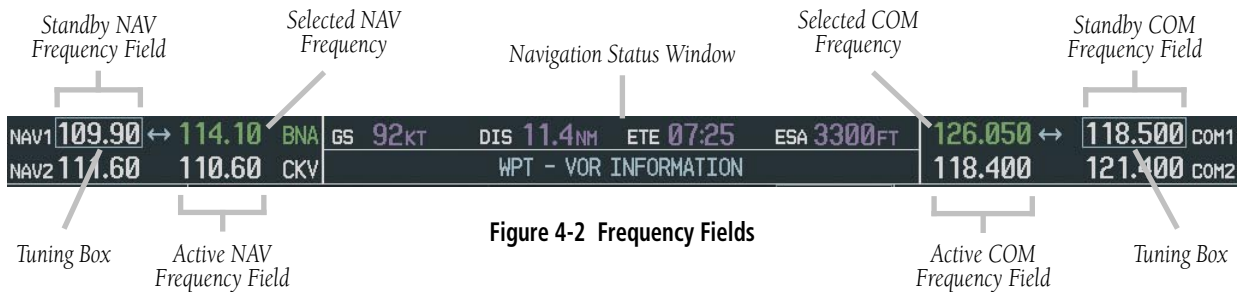 Standby NAV
Frequency Field
Selected NAV
Frequency
Navigation Status Window
Selected COM
Frequency
Standby COM
Frequency Field
NAV1 109.90 ↔ 114.10 BNA GS 92KT DIS 11.4NM ETE 07:25 ESA 3300FT 126.050 ↔ 118.500 COM1
NAV2 111.60 110.60 CKV WPT - VOR INFORMATION 118.400 121.400 COM2
Tuning Box
Active NAV
Frequency Field
Figure 4-2 Frequency Fields
Active COM
Frequency Field
Tuning Box